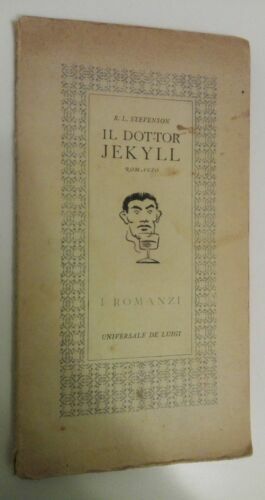 R. L. STEVENSON
IL DOTTOR
JEKYLL
ROMANZO
I ROMANZI
UNIVERSALE DE LUIGI